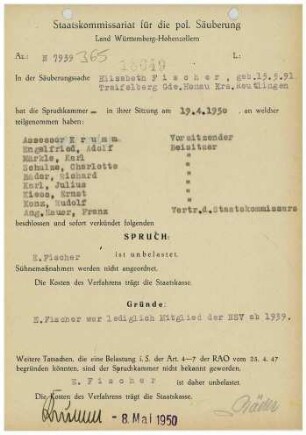 Staatskommissariat für die pol. Säuberung
Land Württemberg-Hohenzollern
Az.: N 7939 365 L:
In der Säuberungssache Elisabeth Fischer, geb.15.9.91
Traifelberg Gde.Honau Krs.Reutlingen
hat die Spruchkammer — in ihrer Sitzung am 19.4.1950 , an welcher
teilgenommen haben:
Assessor Krumm Vorsitzender
Engelfried, Adolf Beisitzer
Märkle, Karl "
Schulze, Charlotte "
Bäder, Richard "
Karl, Julius "
Kiess, Ernst "
Konz, Rudolf "
Ang. Franz Vertr.d.Staatskommissars
beschlossen und sofort verkündet folgenden
SPRUCH:
E.Fischer ist unbelastet.
Sühnemaßnahmen werden nicht angeordnet.
Die Kosten des Verfahrens trägt die Staatskasse.
Gründe:
E.Fischer war lediglich Mitglied der NSV ab 1939.
Weitere Tatsachen, die eine Belastung i. S. der Art. 4—7 der RAO vom 25. 4. 47
begründen könnten, sind der Spruchkammer nicht bekannt geworden.
E. Fischer ist daher unbelastet.
Die Kosten des Verfahrens trägt die Staatskasse.
Krumm - 8. Mai 1950 Bäder